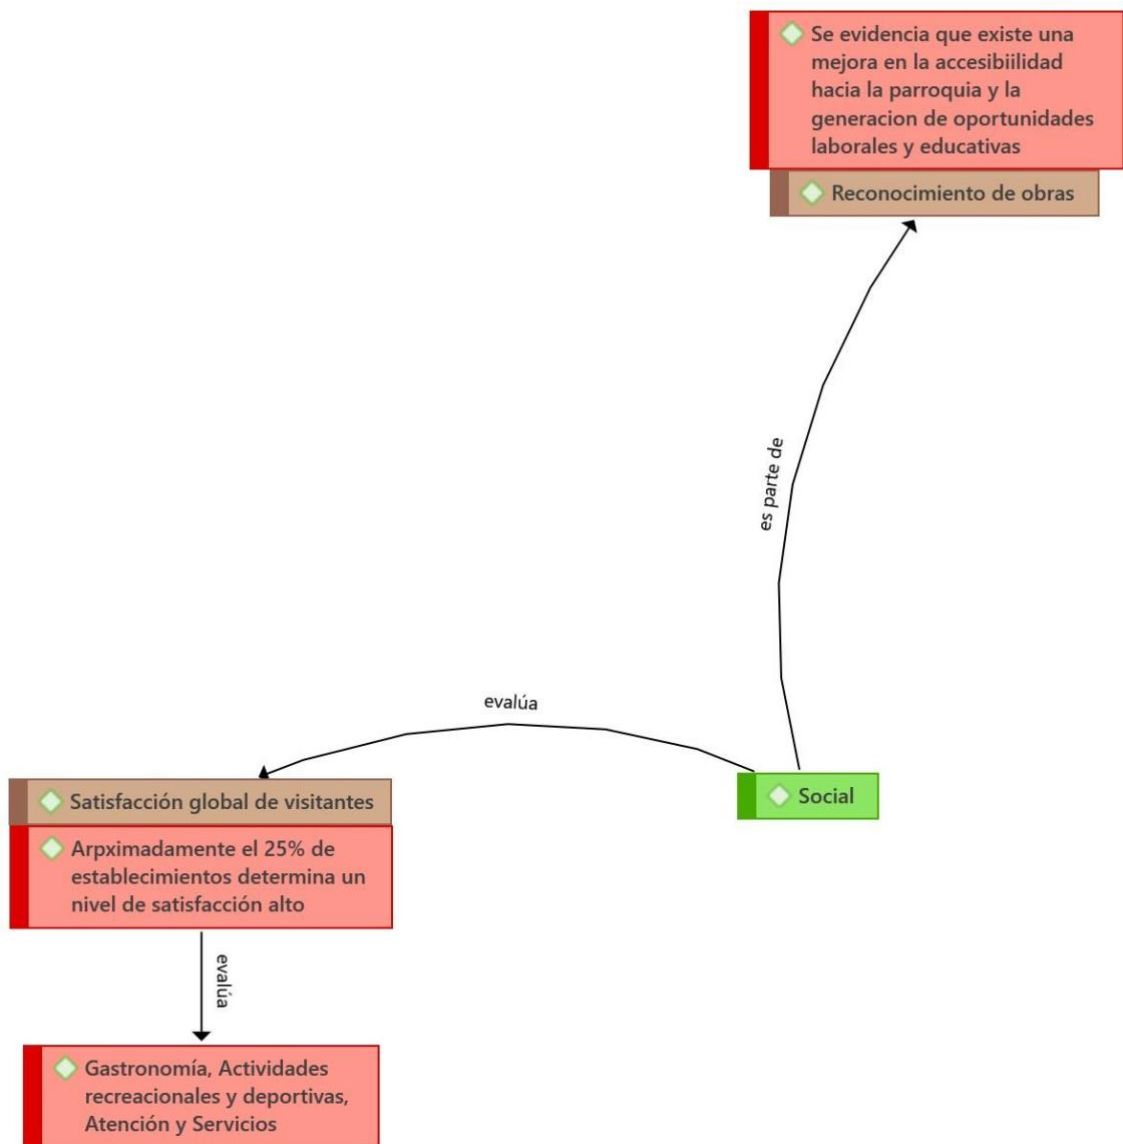 Se evidencia que existe una
mejora en la accesibiilidad
hacia la parroquia y la
generacion de oportunidades
laborales y educativas
Reconocimiento de obras
es parte de
evalúa
Satisfacción global de visitantes
Social
Arpximadamente el 25% de
establecimientos determina un
nivel de satisfacción alto
evalúa
Gastronomía, Actividades
recreacionales y deportivas,
Atención y Servicios